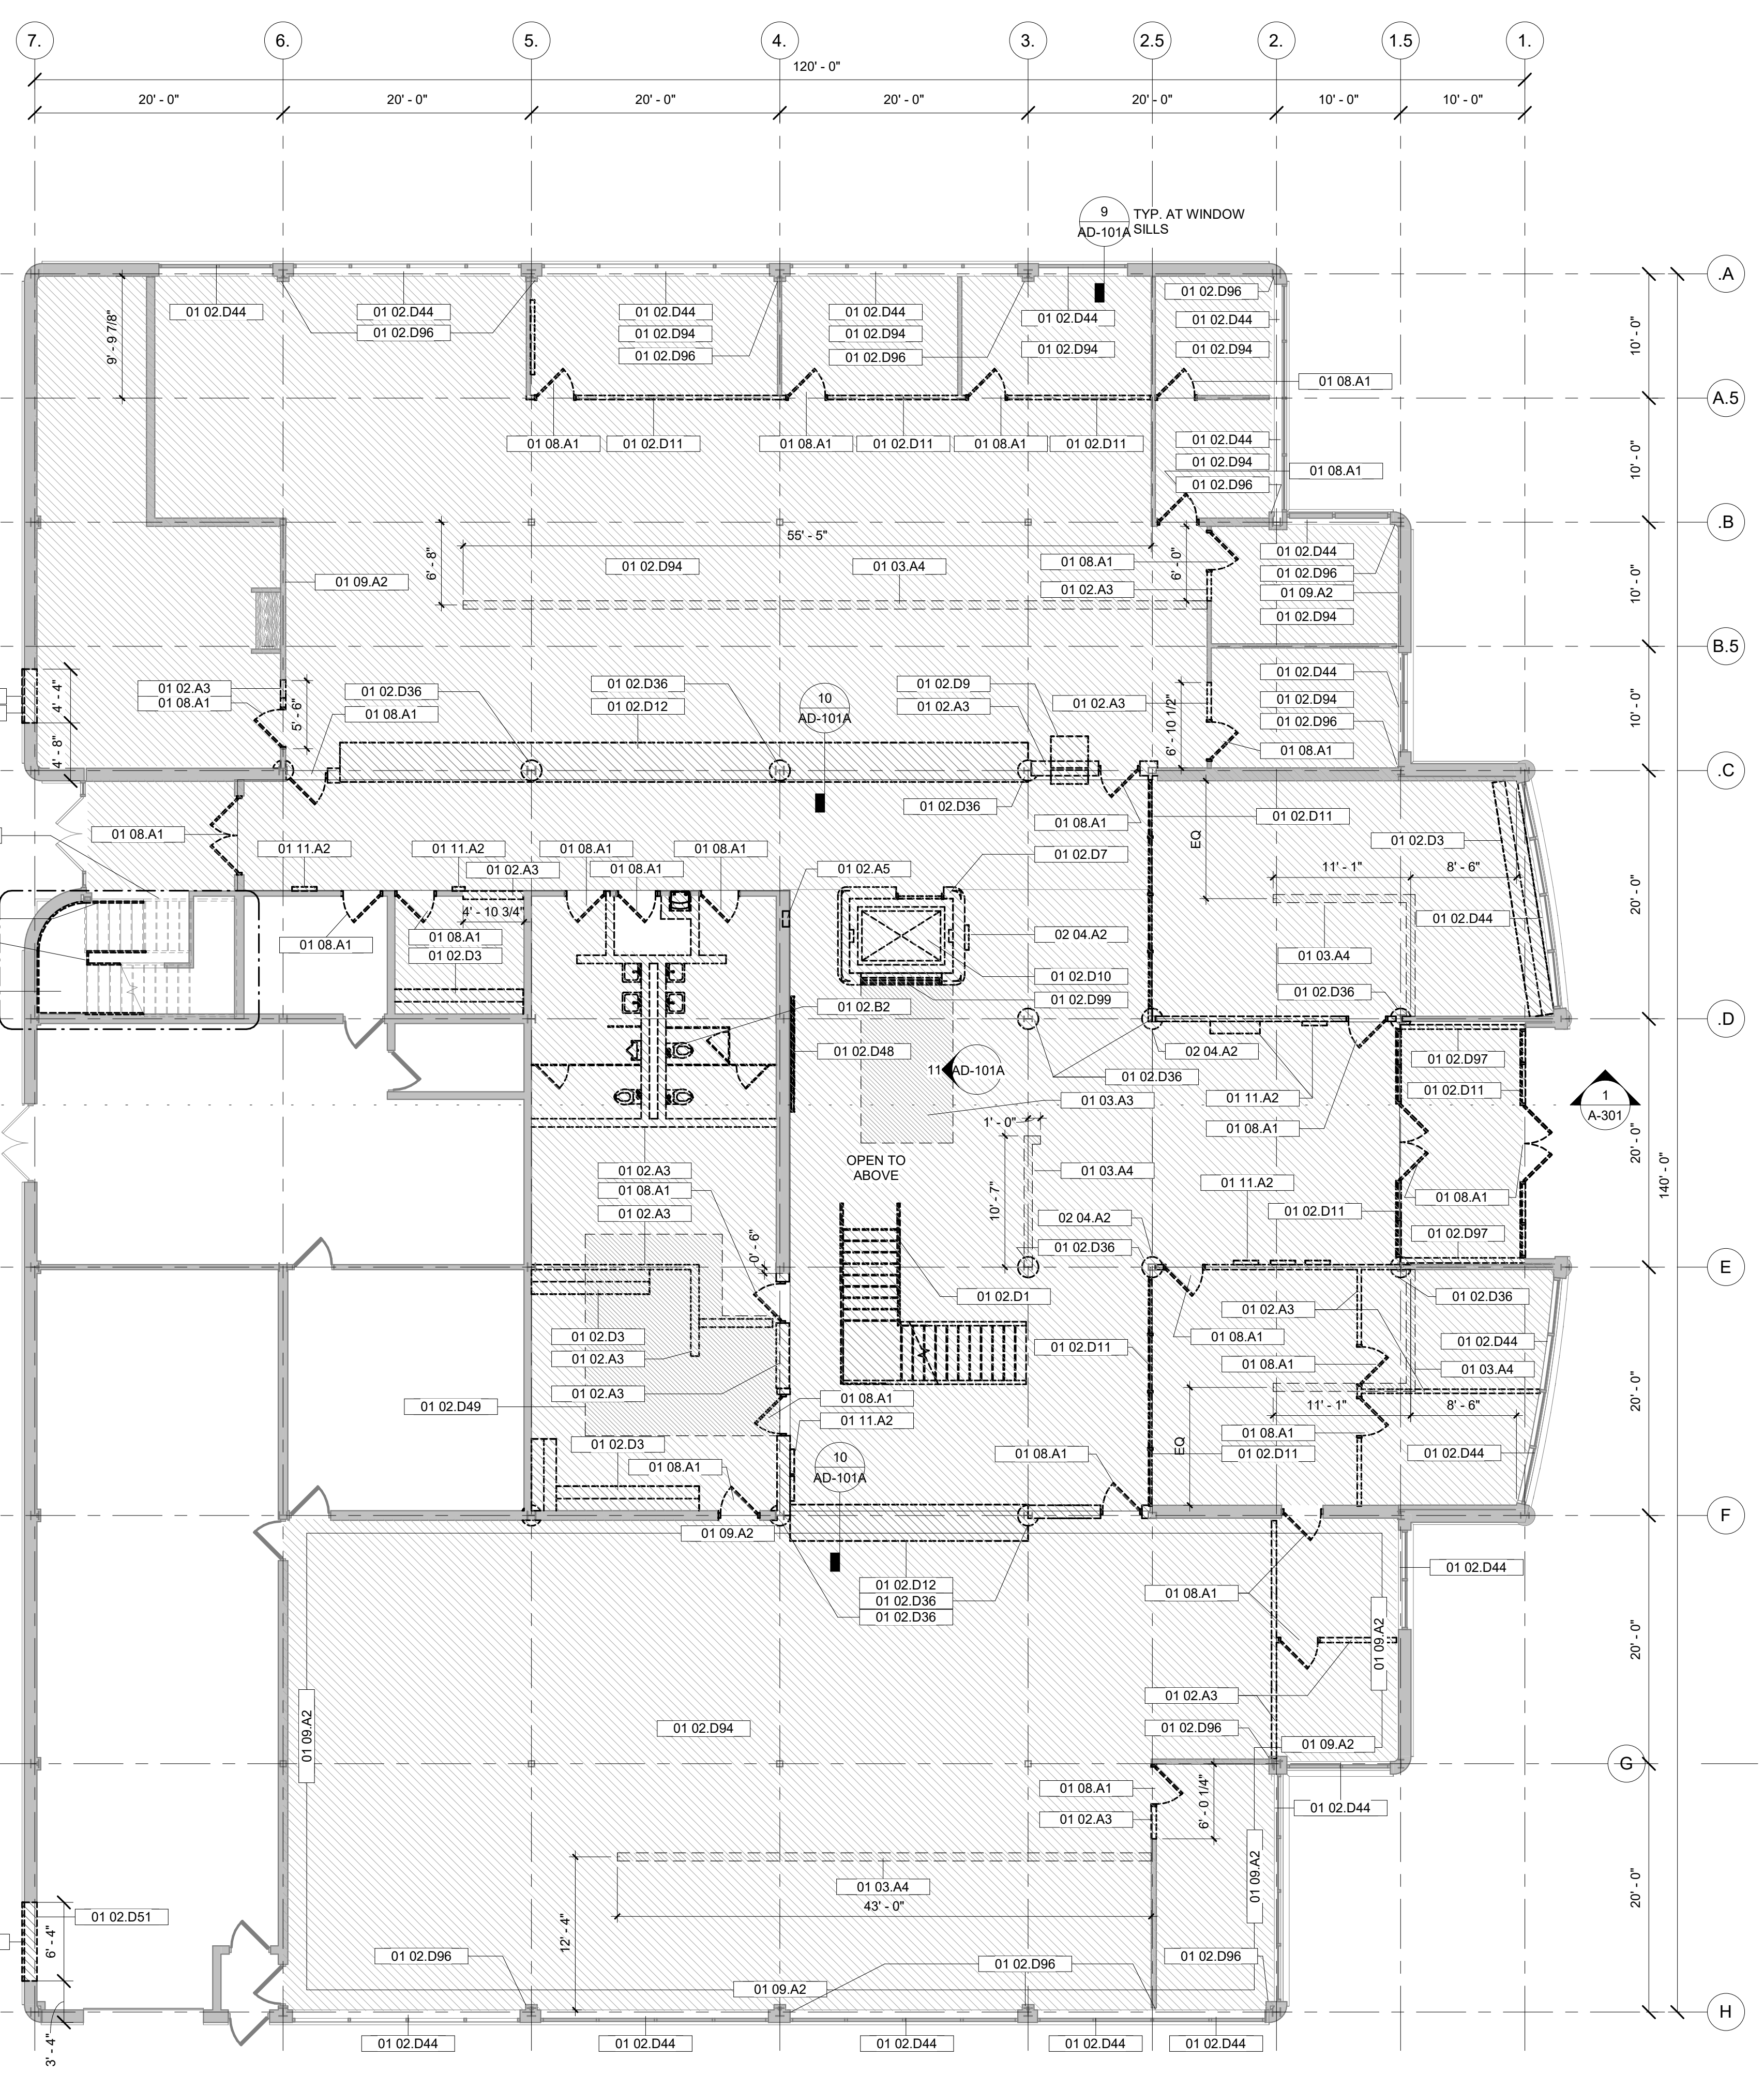 7.
6.
5.
4.
3.
2.5
2.
1.5
1.
120' - 0"
20' - 0"
20' - 0"
20' - 0"
20' - 0"
20' - 0"
10' - 0"
10' - 0"
9
AD-101A
TYP. AT WINDOW
SILLS
.A
01 02.D96
01 02.D44
01 02.D44
01 02.D44
01 02.D44
01 02.D44
01 02.D44
9' - 9 7/8"
10' - 0"
01 02.D96
01 02.D94
01 02.D94
01 02.D94
01 02.D94
01 02.D96
01 02.D96
01 08.A1
A.5
01 08.A1
01 02.D11
01 08.A1
01 02.D11
01 08.A1
01 02.D11
01 02.D44
10' - 0"
01 02.D94
01 08.A1
01 02.D96
.B
55' - 5"
6' - 8"
6' - 0"
01 02.D94
01 03.A4
01 08.A1
01 02.D44
01 09.A2
01 02.A3
01 02.D96
01 09.A2
01 02.D94
10' - 0"
B.5
01 02.D44
01 02.A3
01 08.A1
4' - 4"
5' - 6"
01 02.D36
01 08.A1
01 02.D36
01 02.D12
10
AD-101A
01 02.D9
01 02.A3
01 02.A3
6' - 10 1/2"
01 02.D94
01 02.D96
01 08.A1
10' - 0"
4' - 8"
.C
01 02.D36
01 08.A1
01 02.D11
01 08.A1
01 02.D3
EQ
01 11.A2
01 11.A2
01 02.A3
01 08.A1
01 08.A1
01 08.A1
01 02.A5
01 02.D7
11' - 1"
8' - 6"
20' - 0"
4' - 10 3/4"
01 02.D44
01 08.A1
01 08.A1
01 02.D3
02 04.A2
01 03.A4
01 02.D10
01 02.D99
01 02.D36
01 02.B2
.D
01 02.D48
02 04.A2
01 02.D97
11
AD-101A
01 02.D36
01 02.D11
01 03.A3
01 11.A2
1
A-301
1' - 0"
01 08.A1
20' - 0"
140' - 0"
OPEN TO
ABOVE
01 02.A3
01 08.A1
01 02.A3
01 03.A4
01 11.A2
01 08.A1
10' - 7"
02 04.A2
01 02.D11
01 02.D36
01 02.D97
0' - 6"
E
01 02.D1
01 02.A3
01 02.D36
01 02.D3
01 02.A3
01 08.A1
01 02.D44
01 02.D11
01 08.A1
01 03.A4
01 02.A3
20' - 0"
01 02.D49
01 08.A1
01 11.A2
11' - 1"
8' - 6"
01 02.D3
01 08.A1
10
AD-101A
01 08.A1
EQ
01 08.A1
01 02.D11
01 02.D44
F
01 09.A2
01 02.D44
01 02.D12
01 02.D36
01 02.D36
01 08.A1
01 09.A2
20' - 0"
01 02.A3
01 09.A2
01 02.D94
01 02.D96
01 09.A2
G
01 08.A1
01 02.A3
6' - 0 1/4"
01 02.D44
01 03.A4
01 09.A2
43' - 0"
20' - 0"
01 02.D51
6' - 4"
12' - 4"
01 02.D96
01 02.D96
01 02.D96
01 09.A2
H
3' - 4"
01 02.D44
01 02.D44
01 02.D44
01 02.D44
01 02.D44